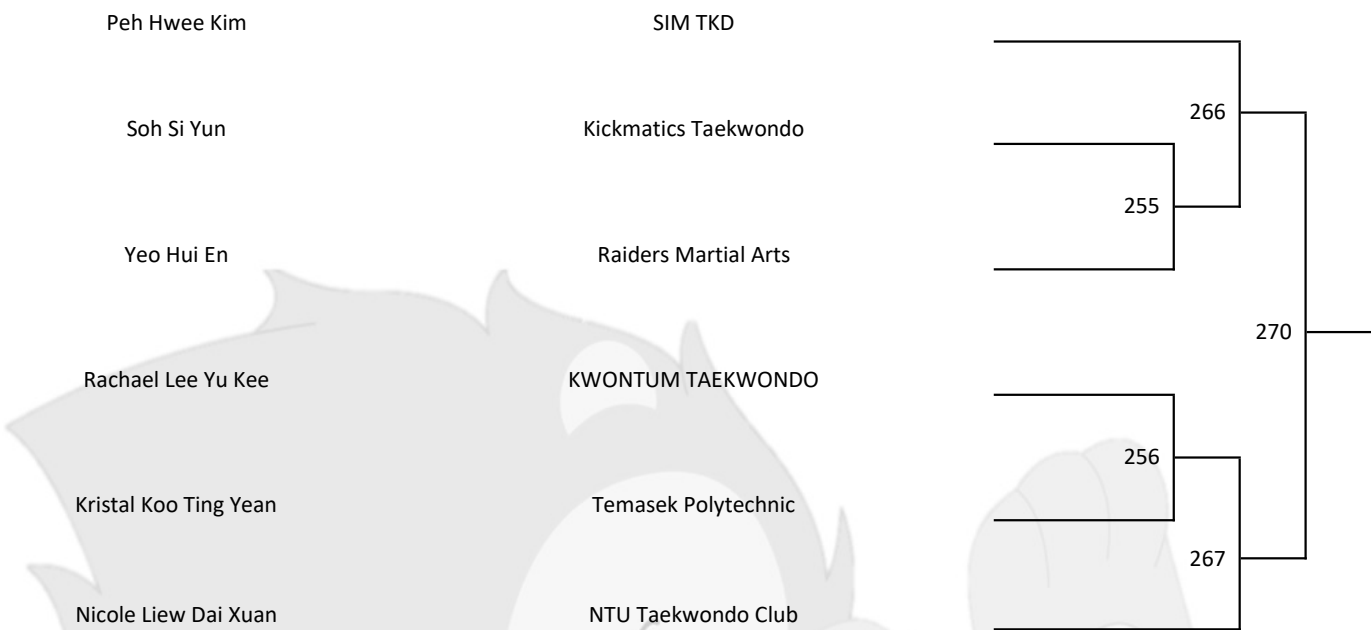 Peh Hwee Kim SIM TKD
266
Soh Si Yun Kickmatics Taekwondo
255
Yeo Hui En Raiders Martial Arts
270
Rachael Lee Yu Kee KWONTUM TAEKWONDO
256
Kristal Koo Ting Yean Temasek Polytechnic
267
Nicole Liew Dai Xuan NTU Taekwondo Club